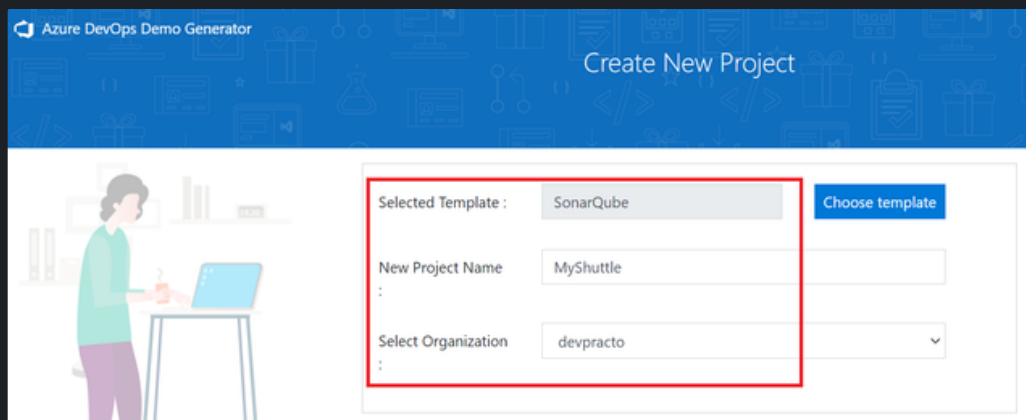 Azure DevOps Demo Generator
Create New Project
Selected Template :
SonarQube
Choose template
New Project Name
:
MyShuttle
Select Organization
:
devpracto